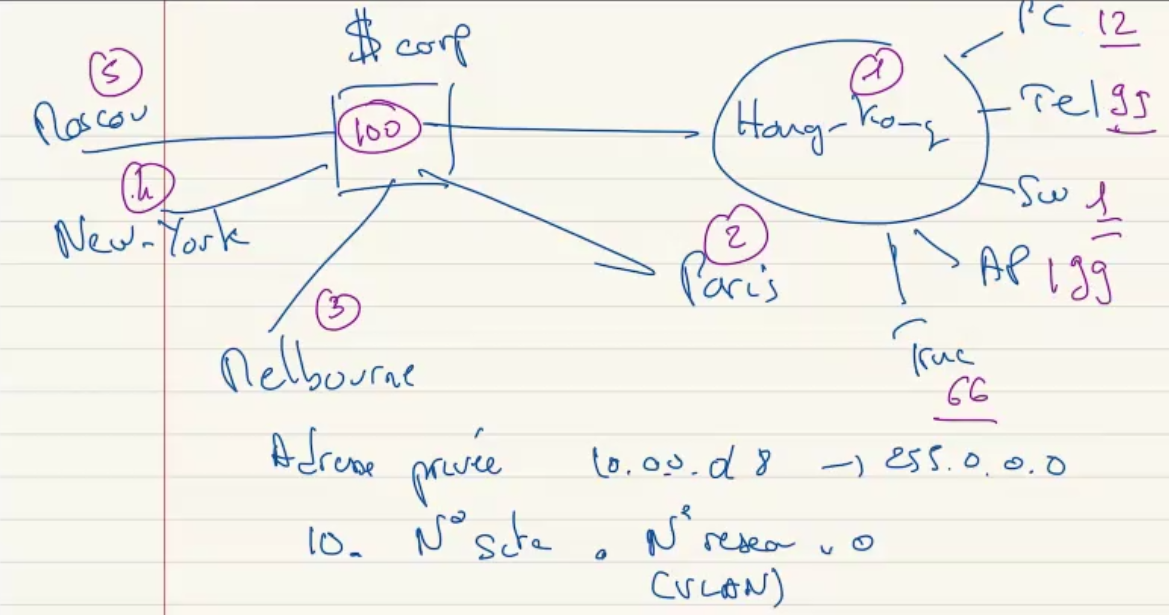 $ corp
PC 12
5
1
Moscou
100
Hong-Kong
Tel 99
4
New-York
2
Sw 1
Paris
AP 199
3
Melbourne
Truc
66
Adresse privée 10.0.0.0/8 → 255.0.0.0
10. N° site . N° reseau . 0
(VLAN)